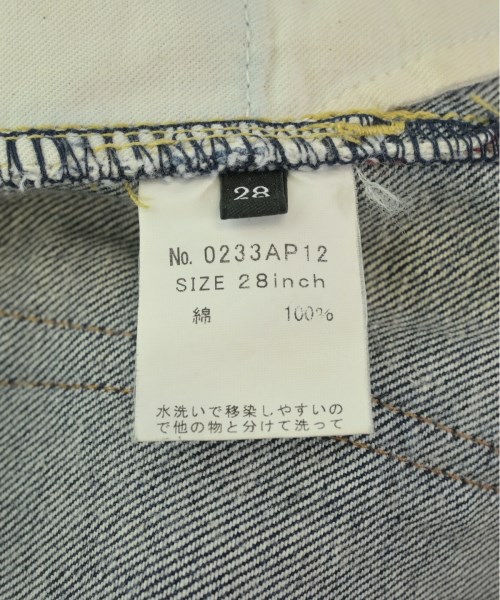 28
No. 0233AP12
SIZE 28inch
綿 100%
水洗いで移染しやすいの
で他の物と分けて洗って